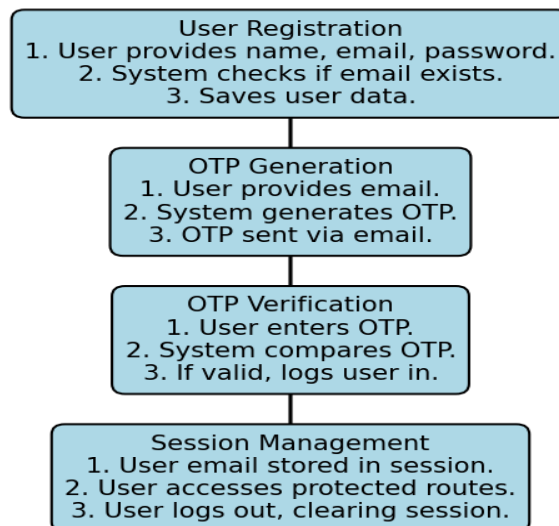 User Registration
1. User provides name, email, password.
2. System checks if email exists.
3. Saves user data.
OTP Generation
1. User provides email.
2. System generates OTP.
3. OTP sent via email.
OTP Verification
1. User enters OTP.
2. System compares OTP.
3. If valid, logs user in.
Session Management
1. User email stored in session.
2. User accesses protected routes.
3. User logs out, clearing session.